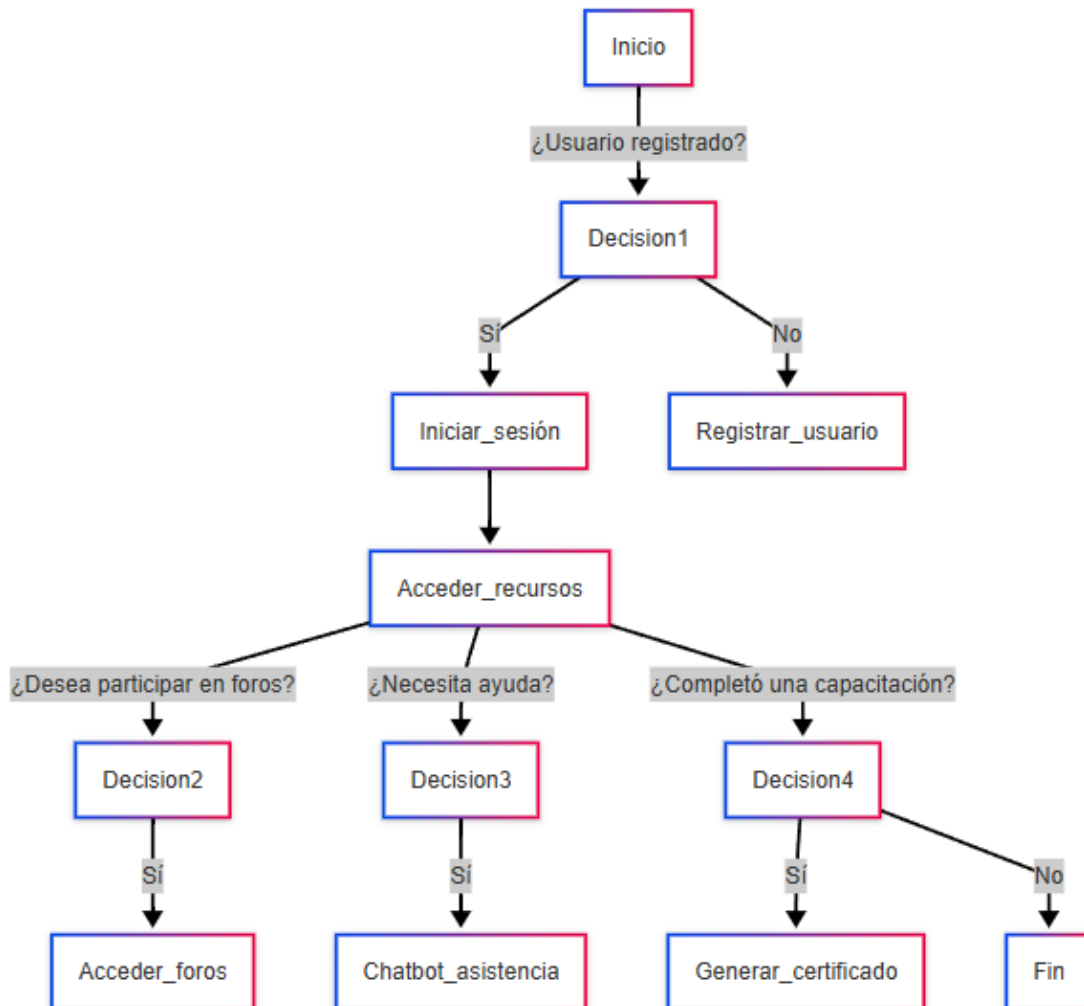 Inicio
¿Usuario registrado?
Decision1
Sí
No
Iniciar_sesión
Registrar_usuario
Acceder_recursos
¿Desea participar en foros?
¿Necesita ayuda?
¿Completó una capacitación?
Decision2
Decision3
Decision4
Sí
Sí
Sí
No
Acceder_foros
Chatbot_asistencia
Generar_certificado
Fin